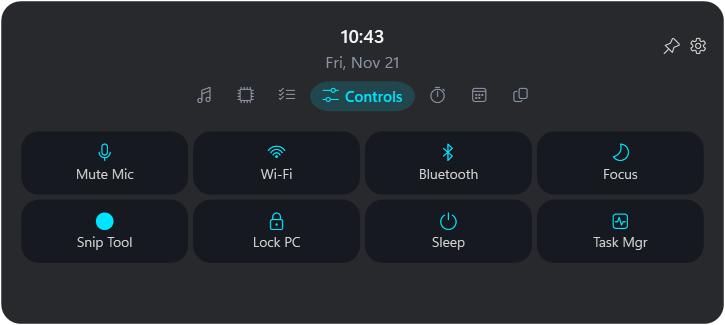 10:43
Fri, Nov 21
Controls
Mute Mic
Wi-Fi
Bluetooth
Focus
Snip Tool
Lock PC
Sleep
Task Mgr